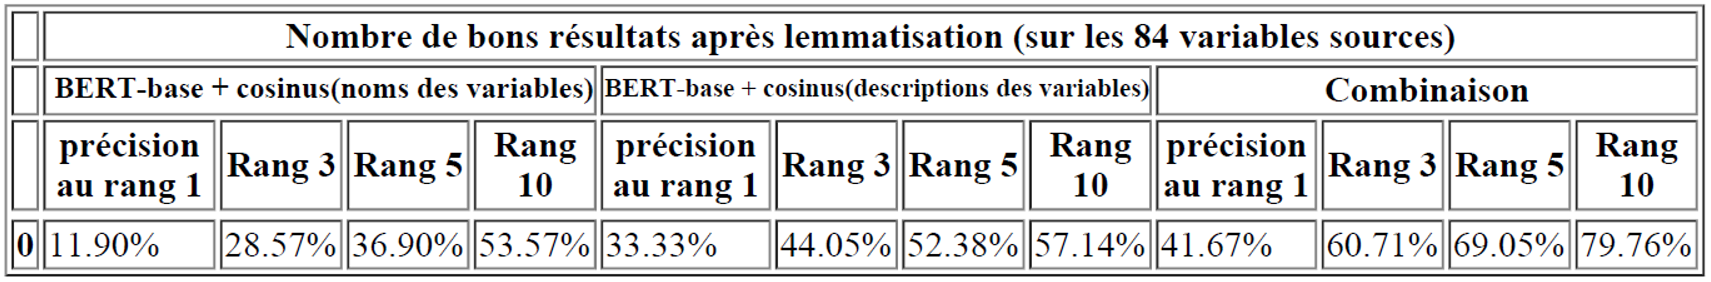 Nombre de bons résultats après lemmatisation (sur les 84 variables sources)
BERT-base + cosinus(noms des variables) BERT-base + cosinus(descriptions des variables) Combinaison
précision au rang 1 Rang 3 Rang 5 Rang 10 précision au rang 1 Rang 3 Rang 5 Rang 10 précision au rang 1 Rang 3 Rang 5 Rang 10
0 11.90% 28.57% 36.90% 53.57% 33.33% 44.05% 52.38% 57.14% 41.67% 60.71% 69.05% 79.76%